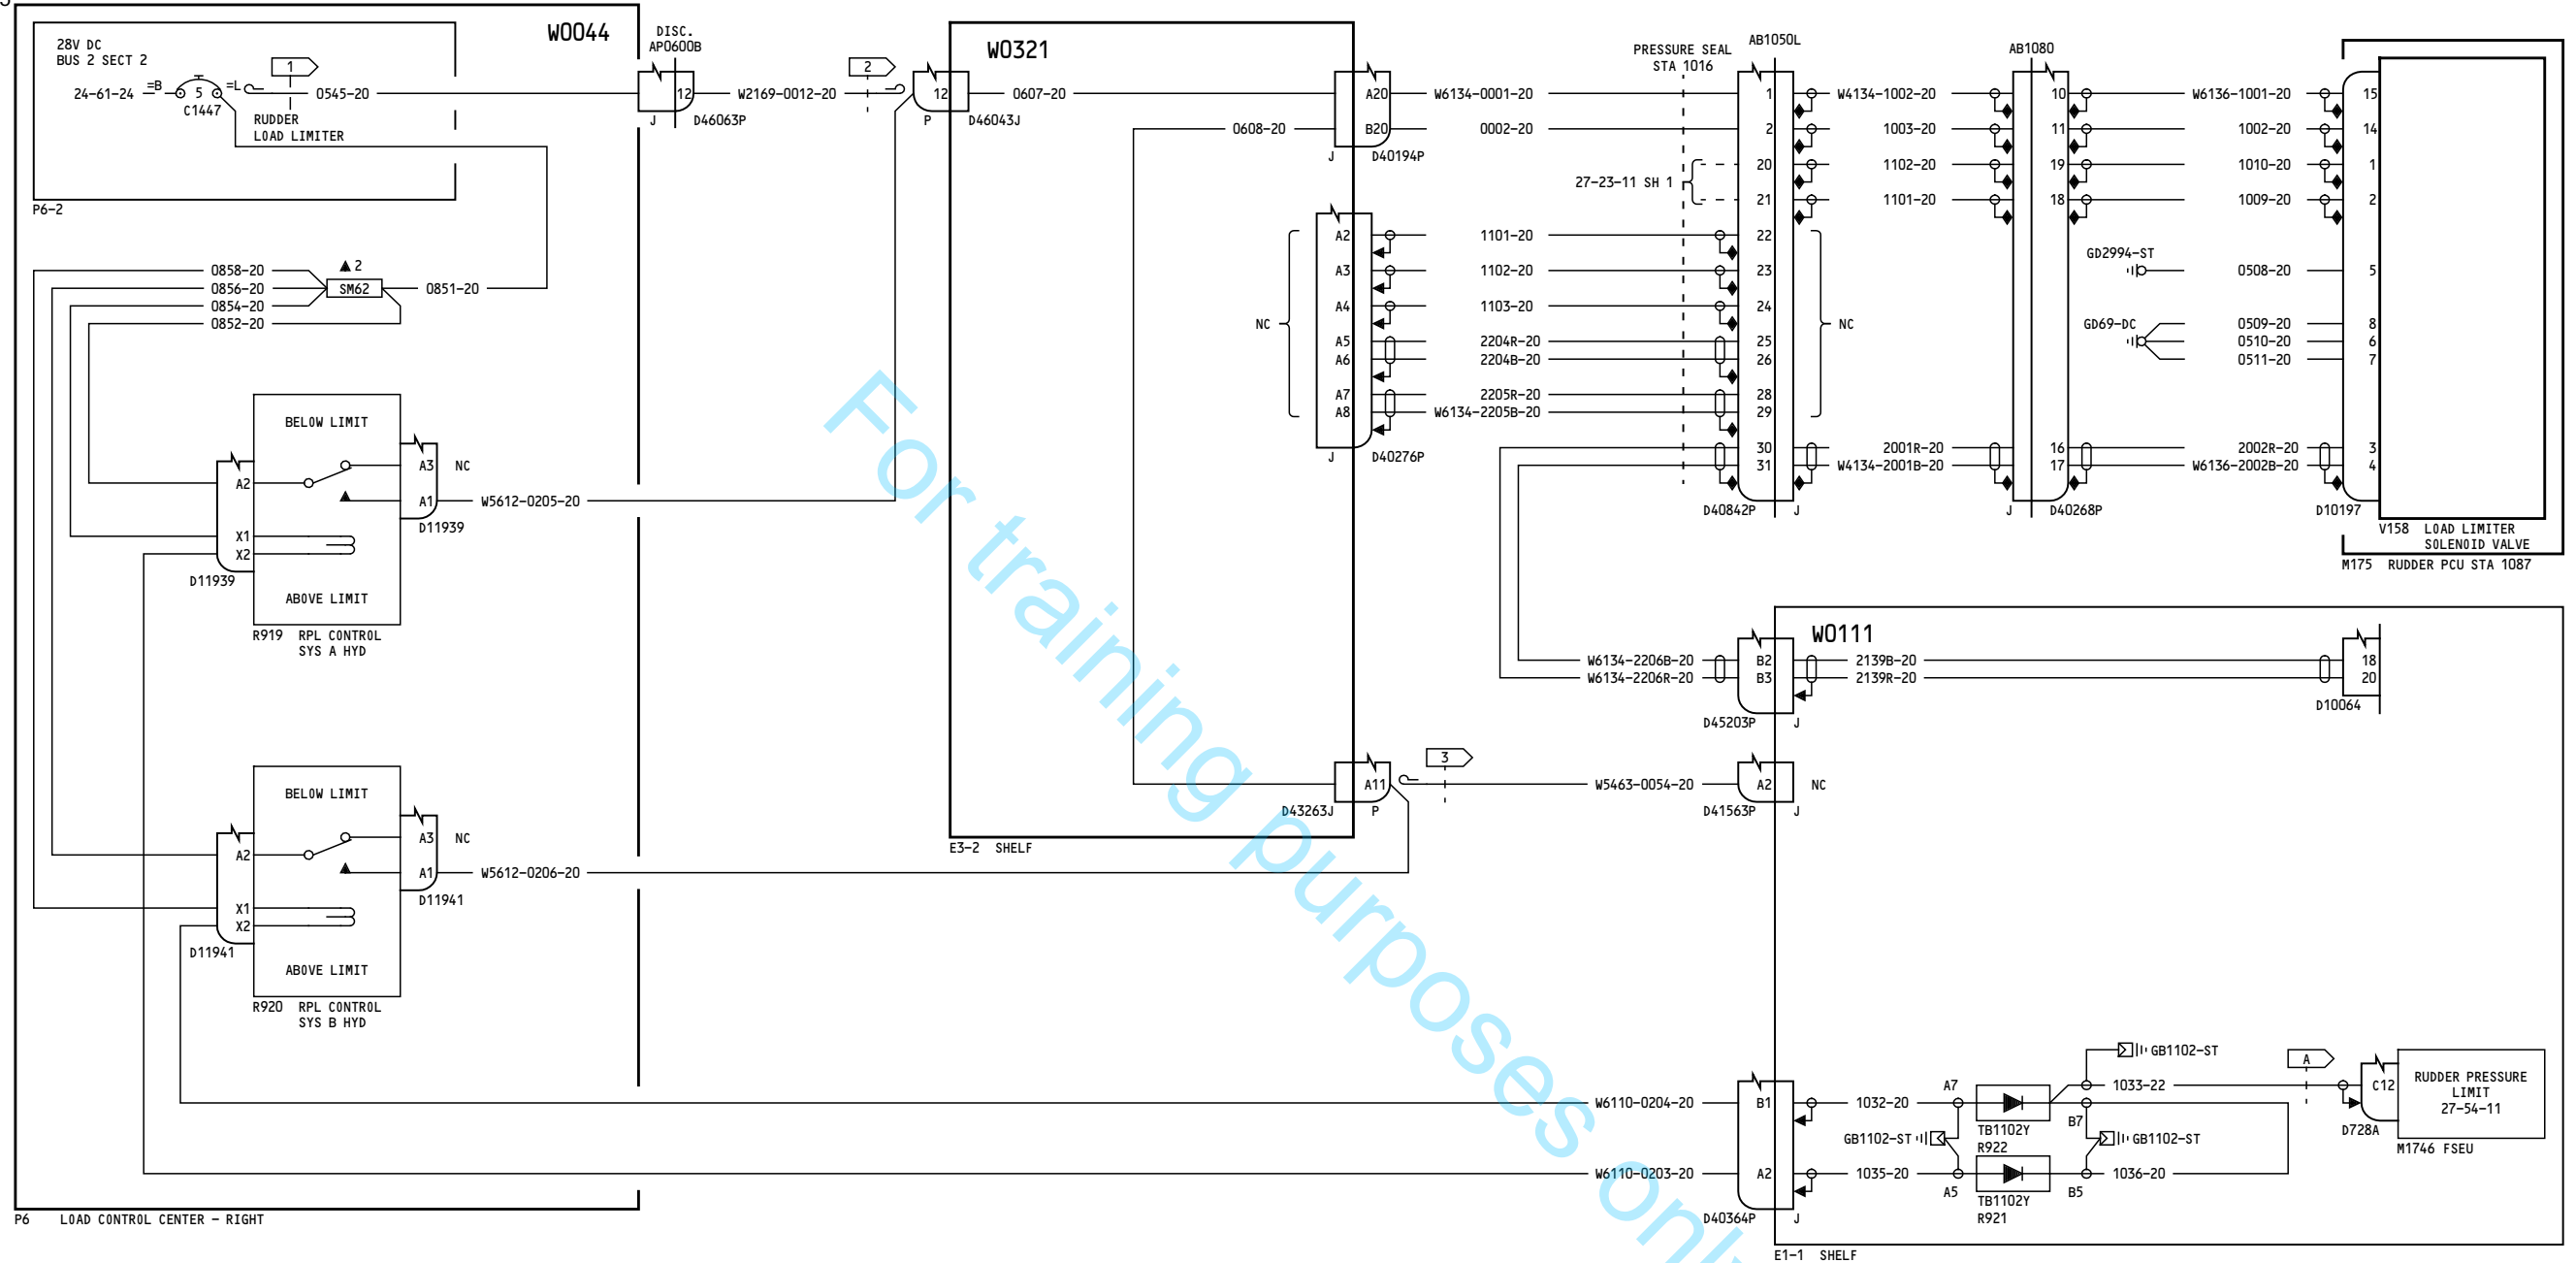 5
W0044
28V DC
BUS 2 SECT 2
24-61-24
=B
5
=L
C1447
1
0545-20
RUDDER
LOAD LIMITER
P6-2
DISC.
AP0600B
12
J
D46063P
W2169-0012-20
2
12
P
D46043J
W0321
0607-20
0608-20
A20
B20
J
D40194P
W6134-0001-20
0002-20
PRESSURE SEAL
STA 1016
27-23-11 SH 1
AB1050L
1
2
20
21
22
23
24
25
26
28
29
30
31
D40842P
J
NC
A2
A3
A4
A5
A6
A7
A8
J
D40276P
1101-20
1102-20
1103-20
2204R-20
2204B-20
2205R-20
W6134-2205B-20
NC
W4134-1002-20
1003-20
1102-20
1101-20
2001R-20
W4134-2001B-20
AB1080
10
11
19
18
16
17
J
D40268P
W6136-1001-20
1002-20
1010-20
1009-20
GD2994-ST
0508-20
GD69-DC
0509-20
0510-20
0511-20
2002R-20
W6136-2002B-20
15
14
1
2
5
8
6
7
3
4
D10197
V158 LOAD LIMITER
SOLENOID VALVE
M175 RUDDER PCU STA 1087
0858-20
0856-20
0854-20
0852-20
2
SM62
0851-20
BELOW LIMIT
A2
X1
X2
D11939
A3
NC
A1
D11939
W5612-0205-20
ABOVE LIMIT
R919 RPL CONTROL
SYS A HYD
BELOW LIMIT
A2
X1
X2
D11941
A3
NC
A1
D11941
W5612-0206-20
ABOVE LIMIT
R920 RPL CONTROL
SYS B HYD
P6 LOAD CONTROL CENTER - RIGHT
A11
D43263J
P
E3-2 SHELF
3
W5463-0054-20
A2
NC
D41563P
J
W0111
W6134-2206B-20
W6134-2206R-20
B2
B3
D45203P
J
2139B-20
2139R-20
18
20
D10064
W6110-0204-20
W6110-0203-20
B1
A2
D40364P
J
1032-20
1035-20
A7
A5
GB1102-ST
TB1102Y
R922
TB1102Y
R921
B7
B5
GB1102-ST
GB1102-ST
1033-22
1036-20
A
C12
D728A
RUDDER PRESSURE
LIMIT
27-54-11
M1746 FSEU
E1-1 SHELF
For training purposes